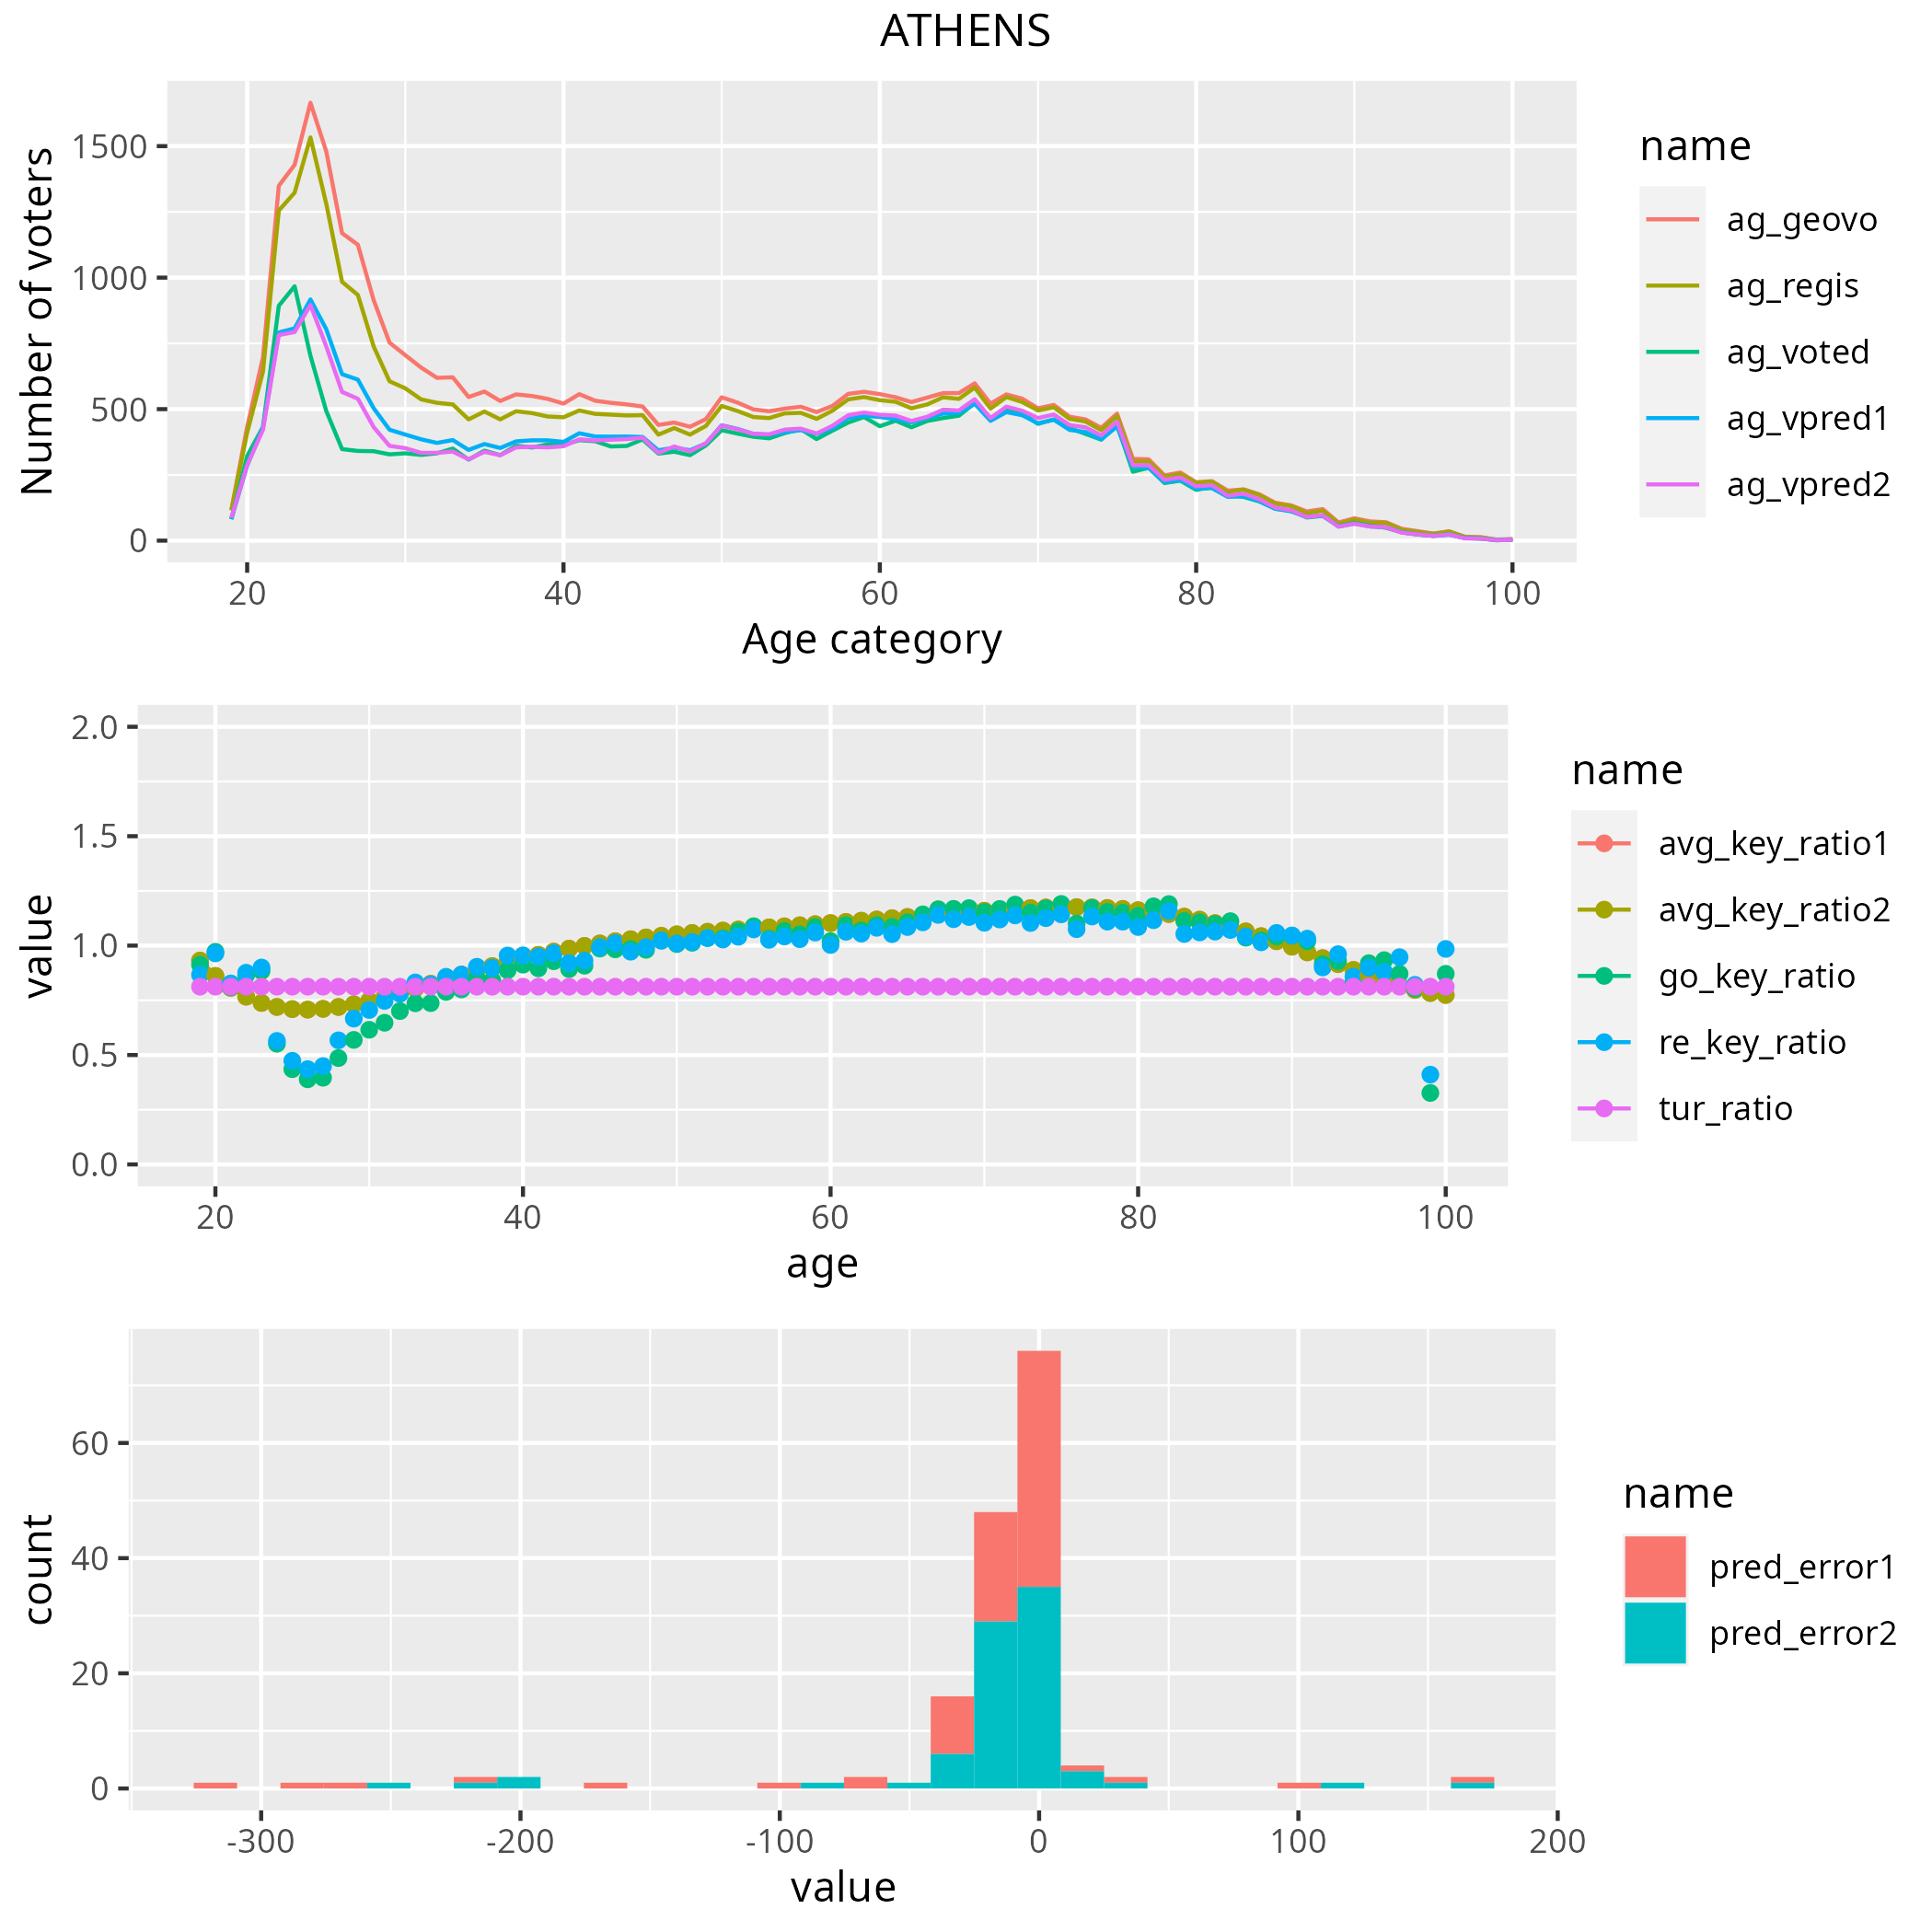 ATHENS
Number of voters
1500
1000
500
0
20 40 60 80 100
Age category
name
ag_geovo
ag_regis
ag_voted
ag_vpred1
ag_vpred2
value
2.0
1.5
1.0
0.5
0.0
20 40 60 80 100
age
name
avg_key_ratio1
avg_key_ratio2
go_key_ratio
re_key_ratio
tur_ratio
count
60
40
20
0
-300 -200 -100 0 100 200
value
name
pred_error1
pred_error2